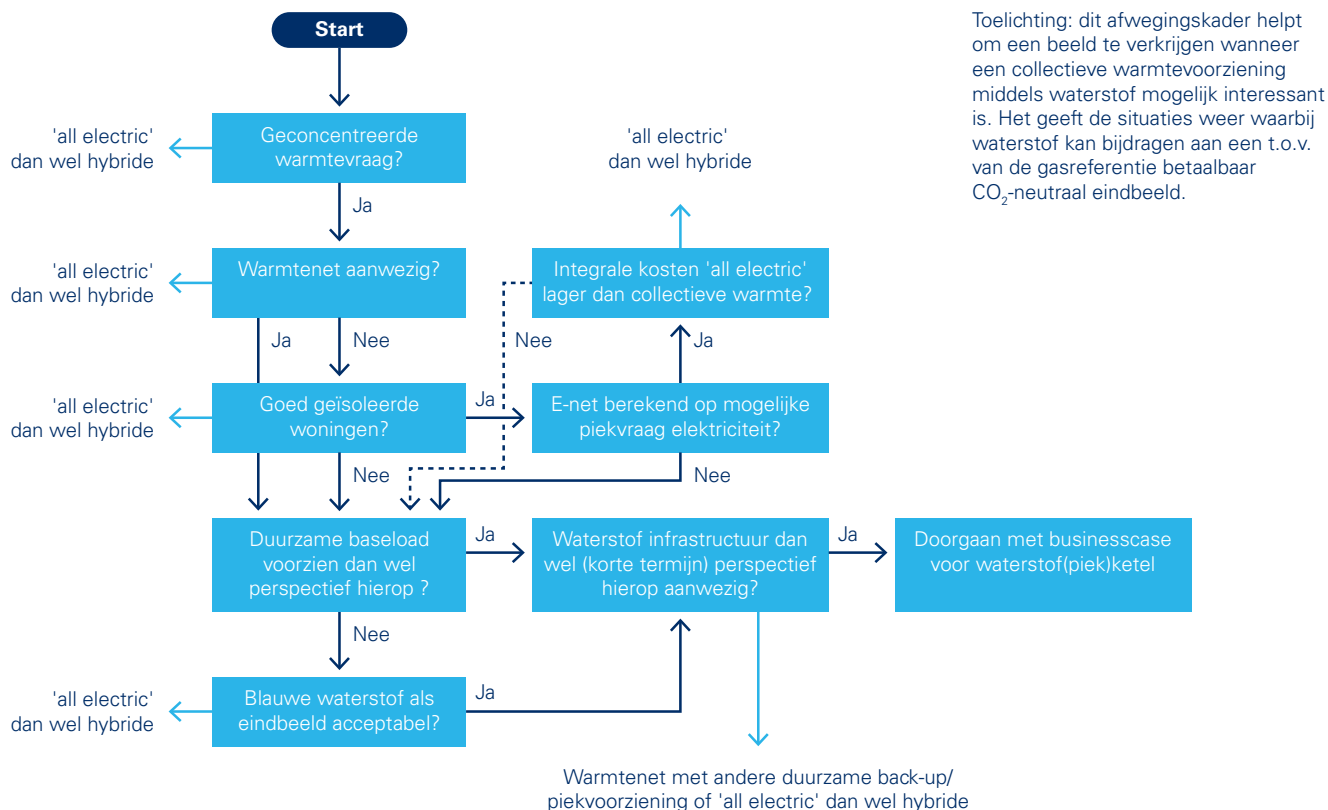 Start
Toelichting: dit afwegingskader helpt
om een beeld te verkrijgen wanneer
een collectieve warmtevoorziening
middels waterstof mogelijk interessant
is. Het geeft de situaties weer waarbij
waterstof kan bijdragen aan een t.o.v.
van de gasreferentie betaalbaar
CO₂-neutraal eindbeeld.
'all electric'
dan wel hybride
Geconcentreerde
warmtevraag?
'all electric'
dan wel hybride
Ja
'all electric'
dan wel hybride
Warmtenet aanwezig?
Integrale kosten 'all electric'
lager dan collectieve warmte?
Ja
Nee
Nee
Ja
'all electric'
dan wel hybride
Goed geïsoleerde
woningen?
Ja
E-net berekend op mogelijke
piekvraag elektriciteit?
Nee
Nee
Duurzame baseload
voorzien dan wel
perspectief hierop ?
Ja
Waterstof infrastructuur dan
wel (korte termijn) perspectief
hierop aanwezig?
Ja
Doorgaan met businesscase
voor waterstof(piek)ketel
Nee
'all electric'
dan wel hybride
Blauwe waterstof als
eindbeeld acceptabel?
Ja
Warmtenet met andere duurzame back-up/
piekvoorziening of 'all electric' dan wel hybride